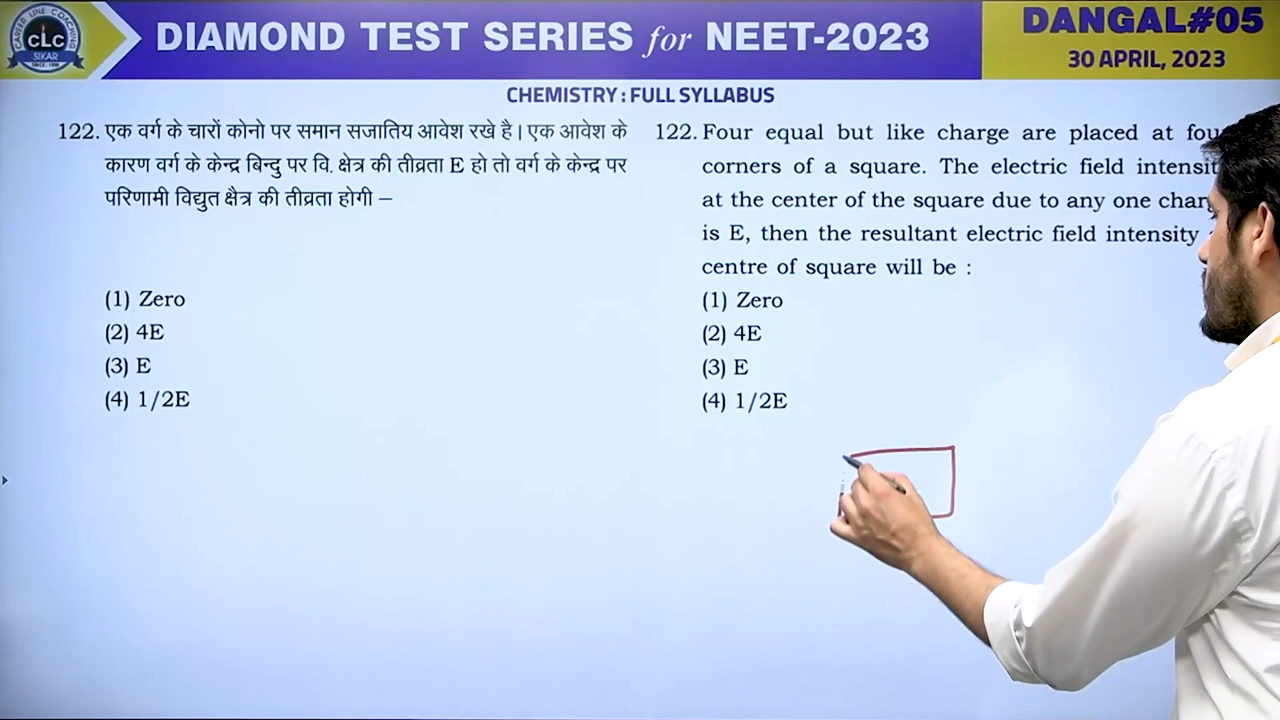 CAREER LINE COACHING
CLC
SIKAR
DIAMOND TEST SERIES for NEET-2023
DANGAL#05
30 APRIL, 2023
CHEMISTRY : FULL SYLLABUS
122. एक वर्ग के चारों कोनो पर समान सजातिय आवेश रखे है। एक आवेश के
कारण वर्ग के केन्द्र बिन्दु पर वि. क्षेत्र की तीव्रता E हो तो वर्ग के केन्द्र पर
परिणामी विद्युत क्षैत्र की तीव्रता होगी –
(1) Zero
(2) 4E
(3) E
(4) 1/2E
122. Four equal but like charge are placed at fou
corners of a square. The electric field intensit
at the center of the square due to any one charg
is E, then the resultant electric field intensity
centre of square will be :
(1) Zero
(2) 4E
(3) E
(4) 1/2E